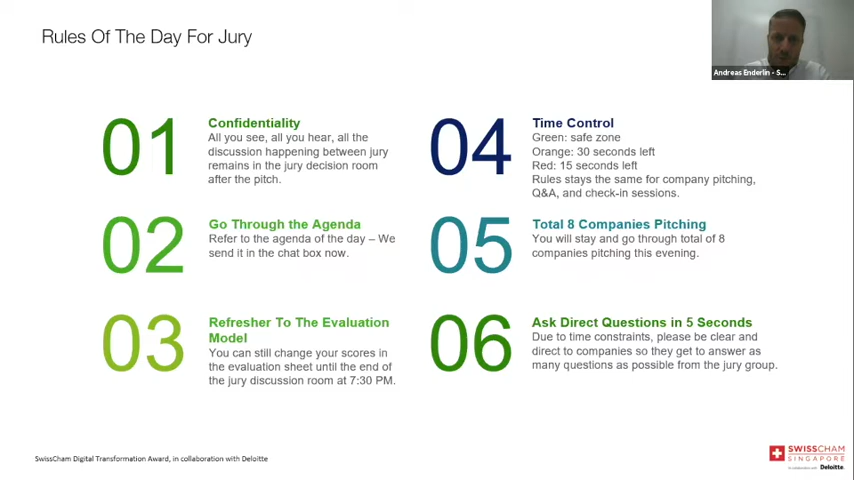 Rules Of The Day For Jury
Andreas Enderlin - S...
01
Confidentiality
All you see, all you hear, all the
discussion happening between jury
remains in the jury decision room
after the pitch.
02
Go Through the Agenda
Refer to the agenda of the day – We
send it in the chat box now.
03
Refresher To The Evaluation
Model
You can still change your scores in
the evaluation sheet until the end of
the jury discussion room at 7:30 PM.
04
Time Control
Green: safe zone
Orange: 30 seconds left
Red: 15 seconds left
Rules stays the same for company pitching,
Q&A, and check-in sessions.
05
Total 8 Companies Pitching
You will stay and go through total of 8
companies pitching this evening.
06
Ask Direct Questions in 5 Seconds
Due to time constraints, please be clear and
direct to companies so they get to answer as
many questions as possible from the jury group.
SwissCham Digital Transformation Award, in collaboration with Deloitte
SWISSCHAM
SINGAPORE
In collaboration with Deloitte.